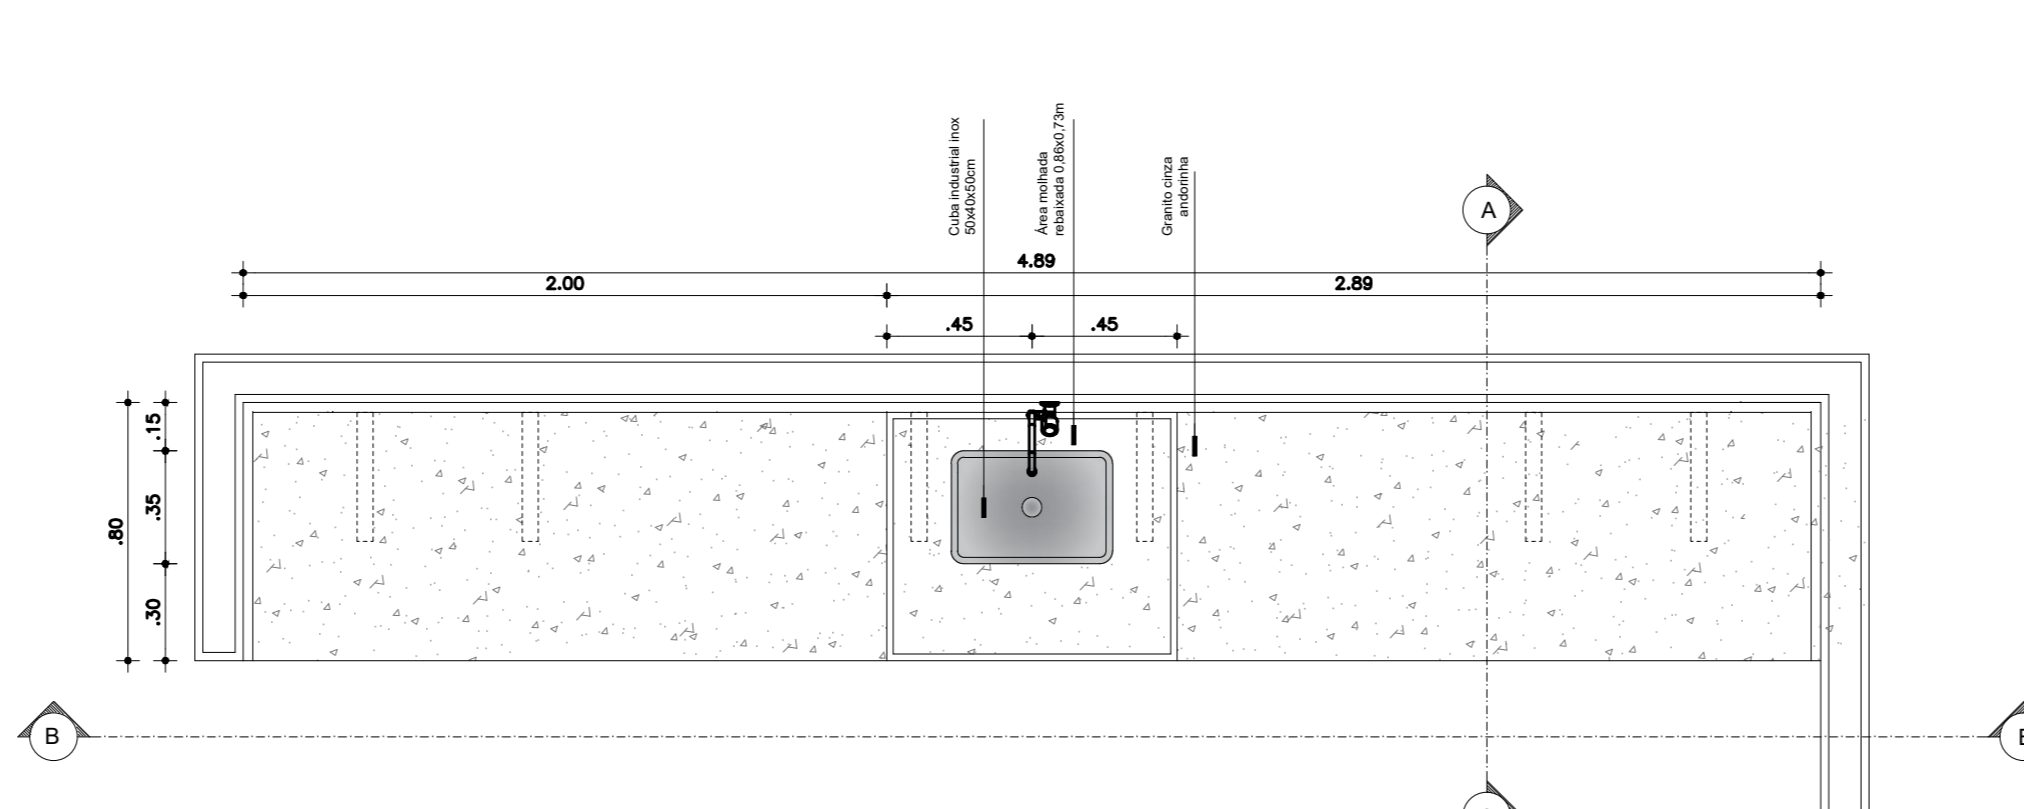 Cuba industrial inox
50x40x50cm
Área molhada
rebaixada 0,86x0,73m
Granito cinza
andorinha
A
4.89
2.00
2.89
.45
.45
.15
.35
.80
.30
B